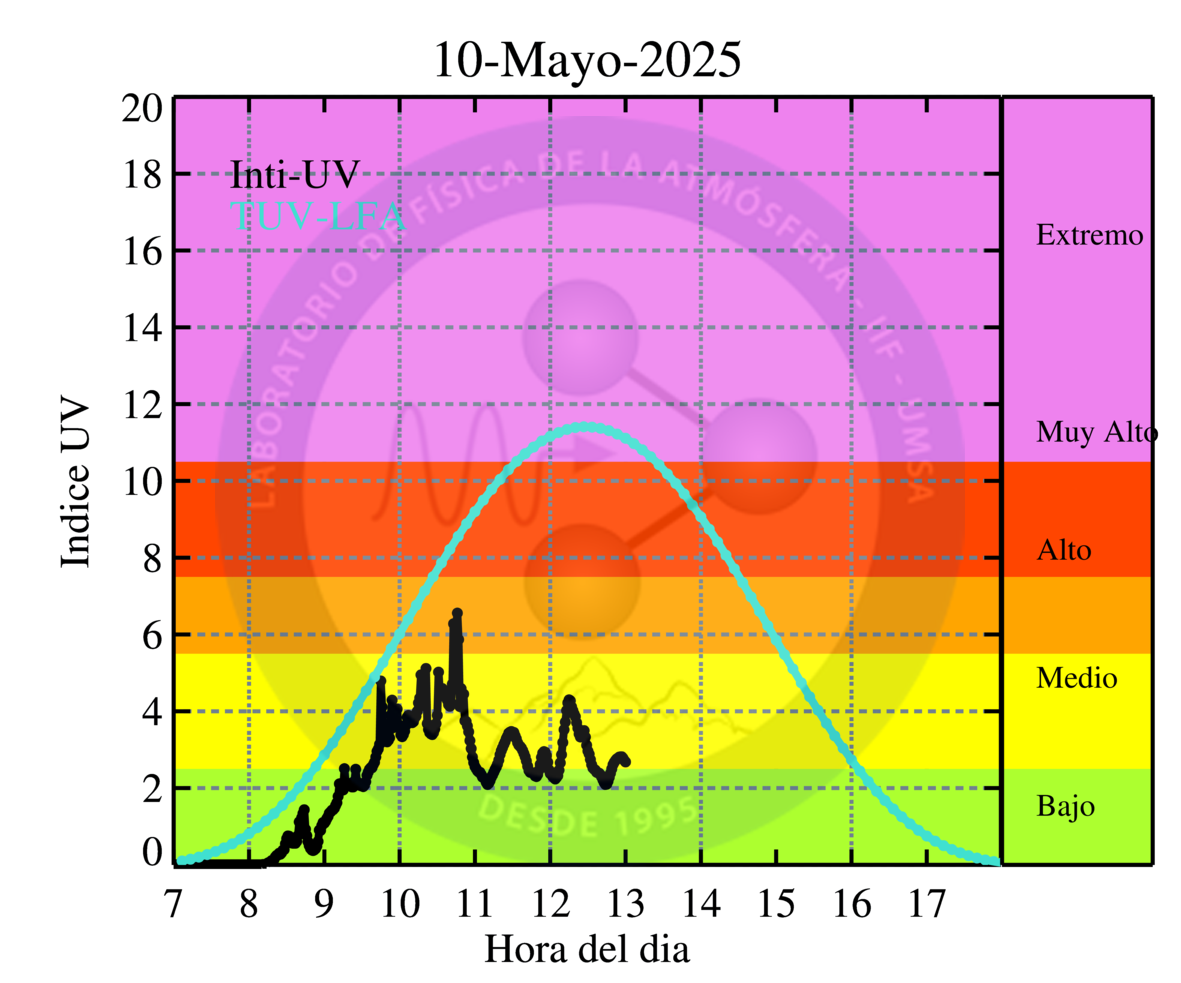 10-Mayo-2025
Indice UV
20
18
16
14
12
10
8
6
4
2
0
Inti-UV
TUV-LFA
LABORATORIO DE FÍSICA DE LA ATMÓSFERA - IIF - UMSA
DESDE 1995
Extremo
Muy Alto
Alto
Medio
Bajo
7 8 9 10 11 12 13 14 15 16 17
Hora del dia